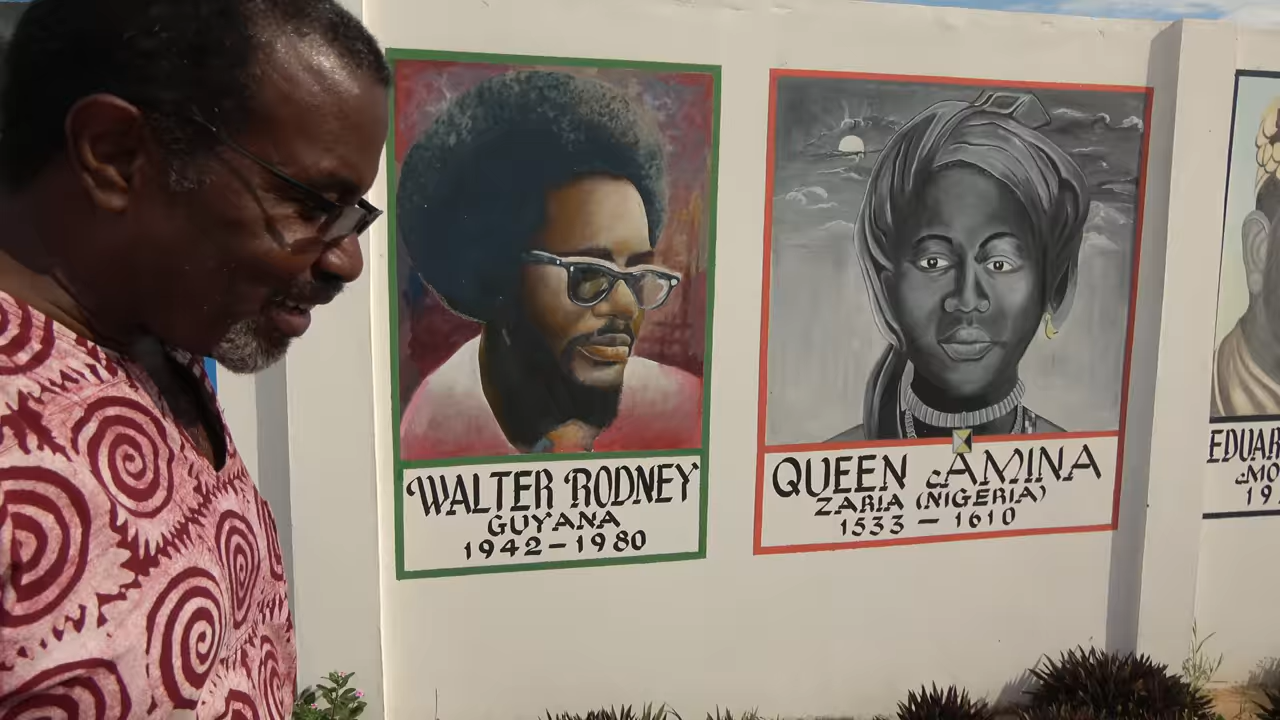 WALTER RODNEY
GUYANA
1942-1980
QUEEN AMINA
ZARIA (NIGERIA)
1533 - 1610